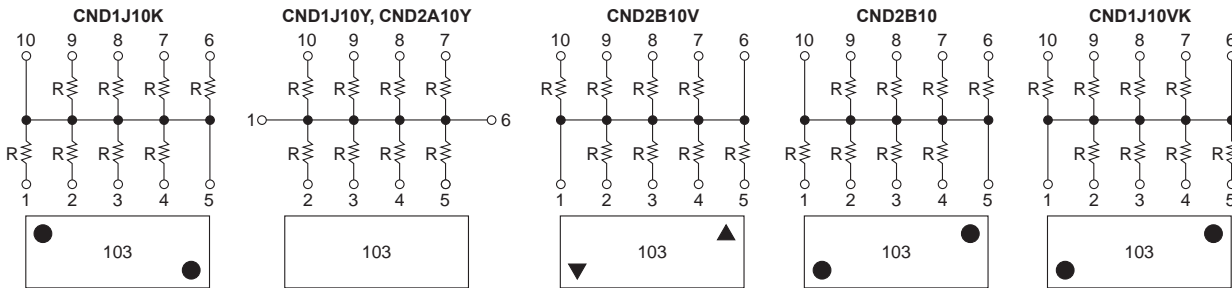 CND1J10K
10 9 8 7 6
R R R R
R R R R
1 2 3 4 5
103
CND1J10Y, CND2A10Y
10 9 8 7
R R R R
1 6
R R R R
2 3 4 5
103
CND2B10V
10 9 8 7 6
R R R R
R R R R
1 2 3 4 5
103
CND2B10
10 9 8 7 6
R R R R
R R R R
1 2 3 4 5
103
CND1J10VK
10 9 8 7 6
R R R R
R R R R
1 2 3 4 5
103